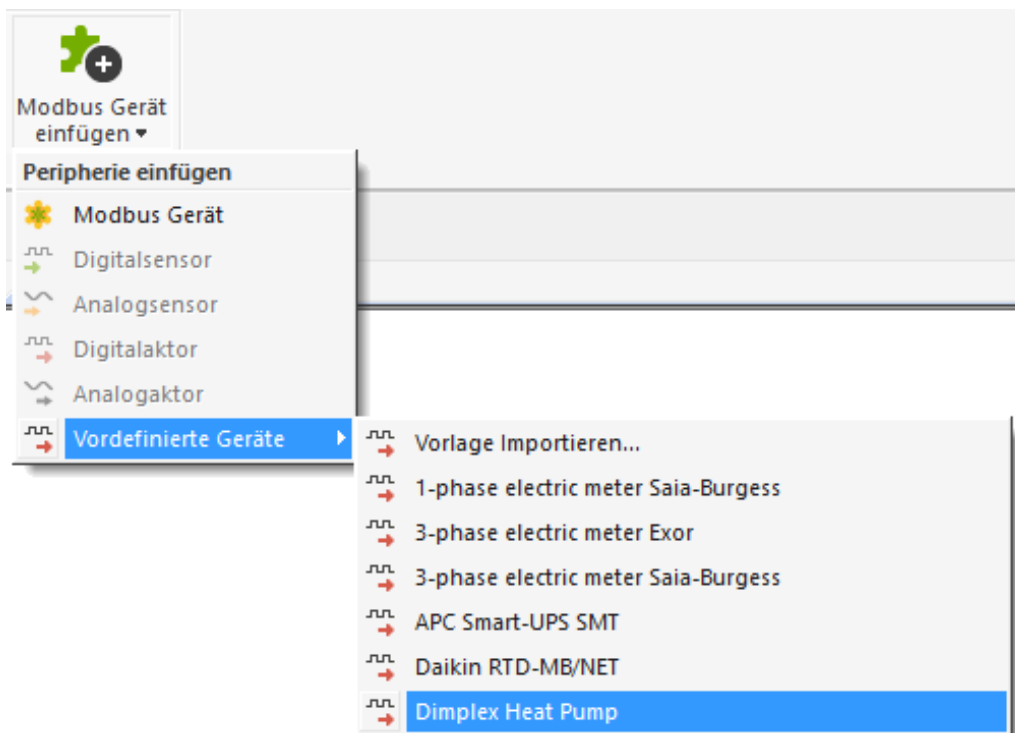 Modbus Gerät
einfügen
Peripherie einfügen
Modbus Gerät
Digitalsensor
Analogsensor
Digitalaktor
Analogaktor
Vordefinierte Geräte
Vorlage Importieren...
1-phase electric meter Saia-Burgess
3-phase electric meter Exor
3-phase electric meter Saia-Burgess
APC Smart-UPS SMT
Daikin RTD-MB/NET
Dimplex Heat Pump